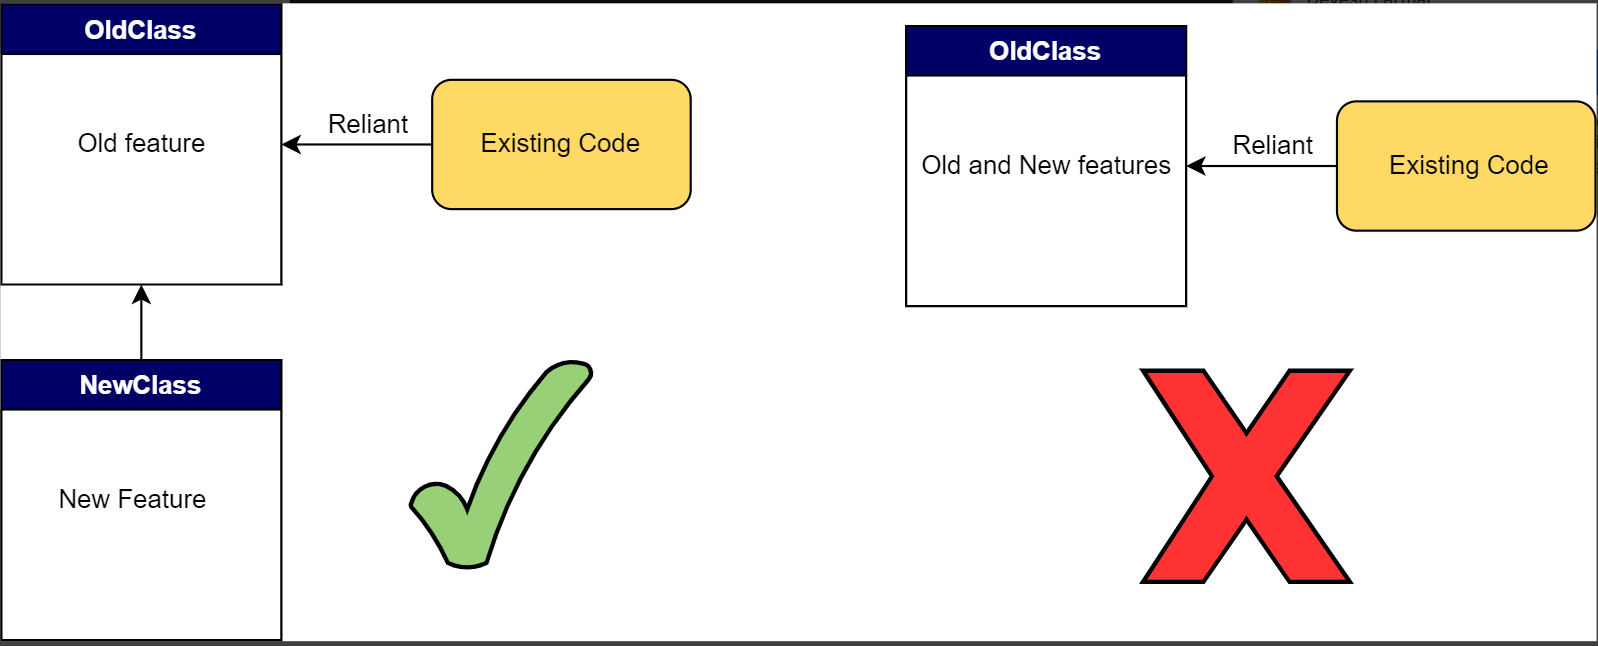 OldClass
Old feature
Reliant
Existing Code
NewClass
New Feature
OldClass
Old and New features
Reliant
Existing Code